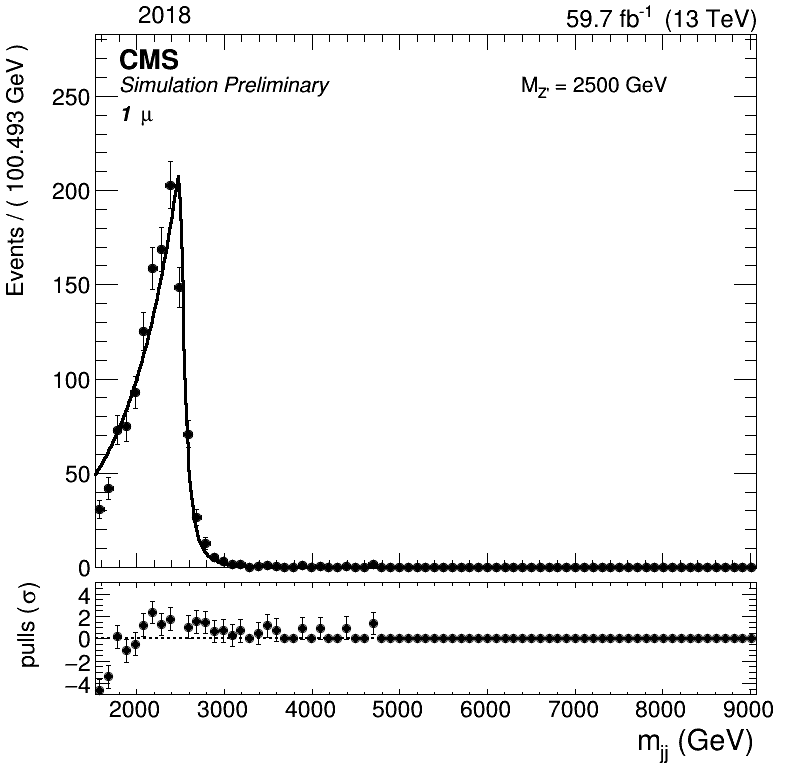 2018
59.7 fb⁻¹ (13 TeV)
CMS
Simulation Preliminary
M_Z' = 2500 GeV
1 μ
Events / ( 100.493 GeV )
250
200
150
100
50
0
pulls (σ)
4
2
0
−2
−4
2000 3000 4000 5000 6000 7000 8000 9000
m_jj (GeV)